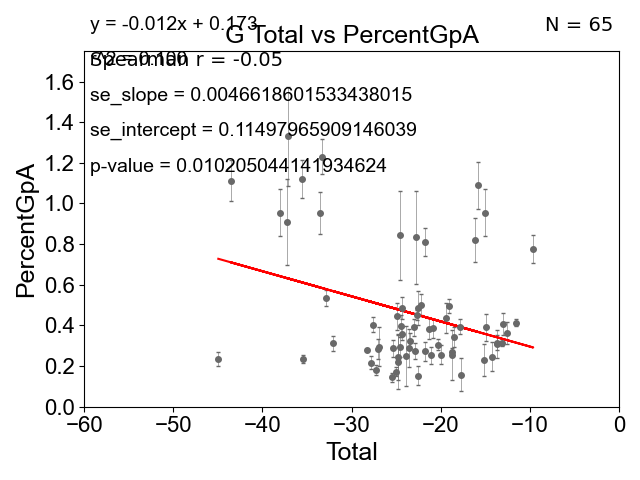 y = -0.012x + 0.173
G Total vs PercentGpA
N = 65
Spearman r = -0.05
se_slope = 0.0046618601533438015
se_intercept = 0.11497965909146039
p-value = 0.010205044141934624
PercentGpA
1.6
1.4
1.2
1.0
0.8
0.6
0.4
0.2
0.0
−60
−50
−40
−30
−20
−10
0
Total